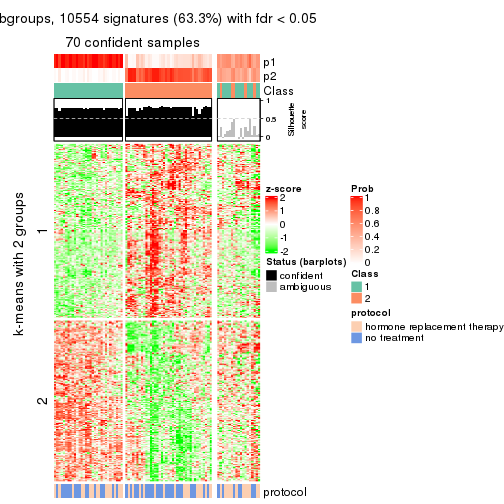 bgroups, 10554 signatures (63.3%) with fdr < 0.05
70 confident samples
p1
p2
Class
1
0.5
0
Silhouette
score
k-means with 2 groups
1
2
protocol
z-score
2
1
0
-1
-2
Status (barplots)
confident
ambiguous
Prob
1
0.8
0.6
0.4
0.2
0
Class
1
2
protocol
hormone replacement therapy
no treatment